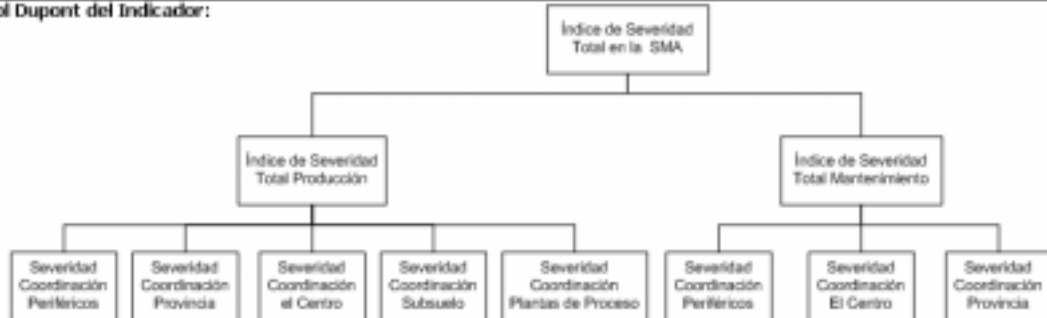 ol Dupont del Indicador:
Índice de Severidad
Total en la SMA
Índice de Severidad
Total Producción
Índice de Severidad
Total Mantenimiento
Severidad
Coordinación
Periféricos
Severidad
Coordinación
Provincia
Severidad
Coordinación
el Centro
Severidad
Coordinación
Subsuelo
Severidad
Coordinación
Plantas de Proceso
Severidad
Coordinación
Periféricos
Severidad
Coordinación
El Centro
Severidad
Coordinación
Provincia